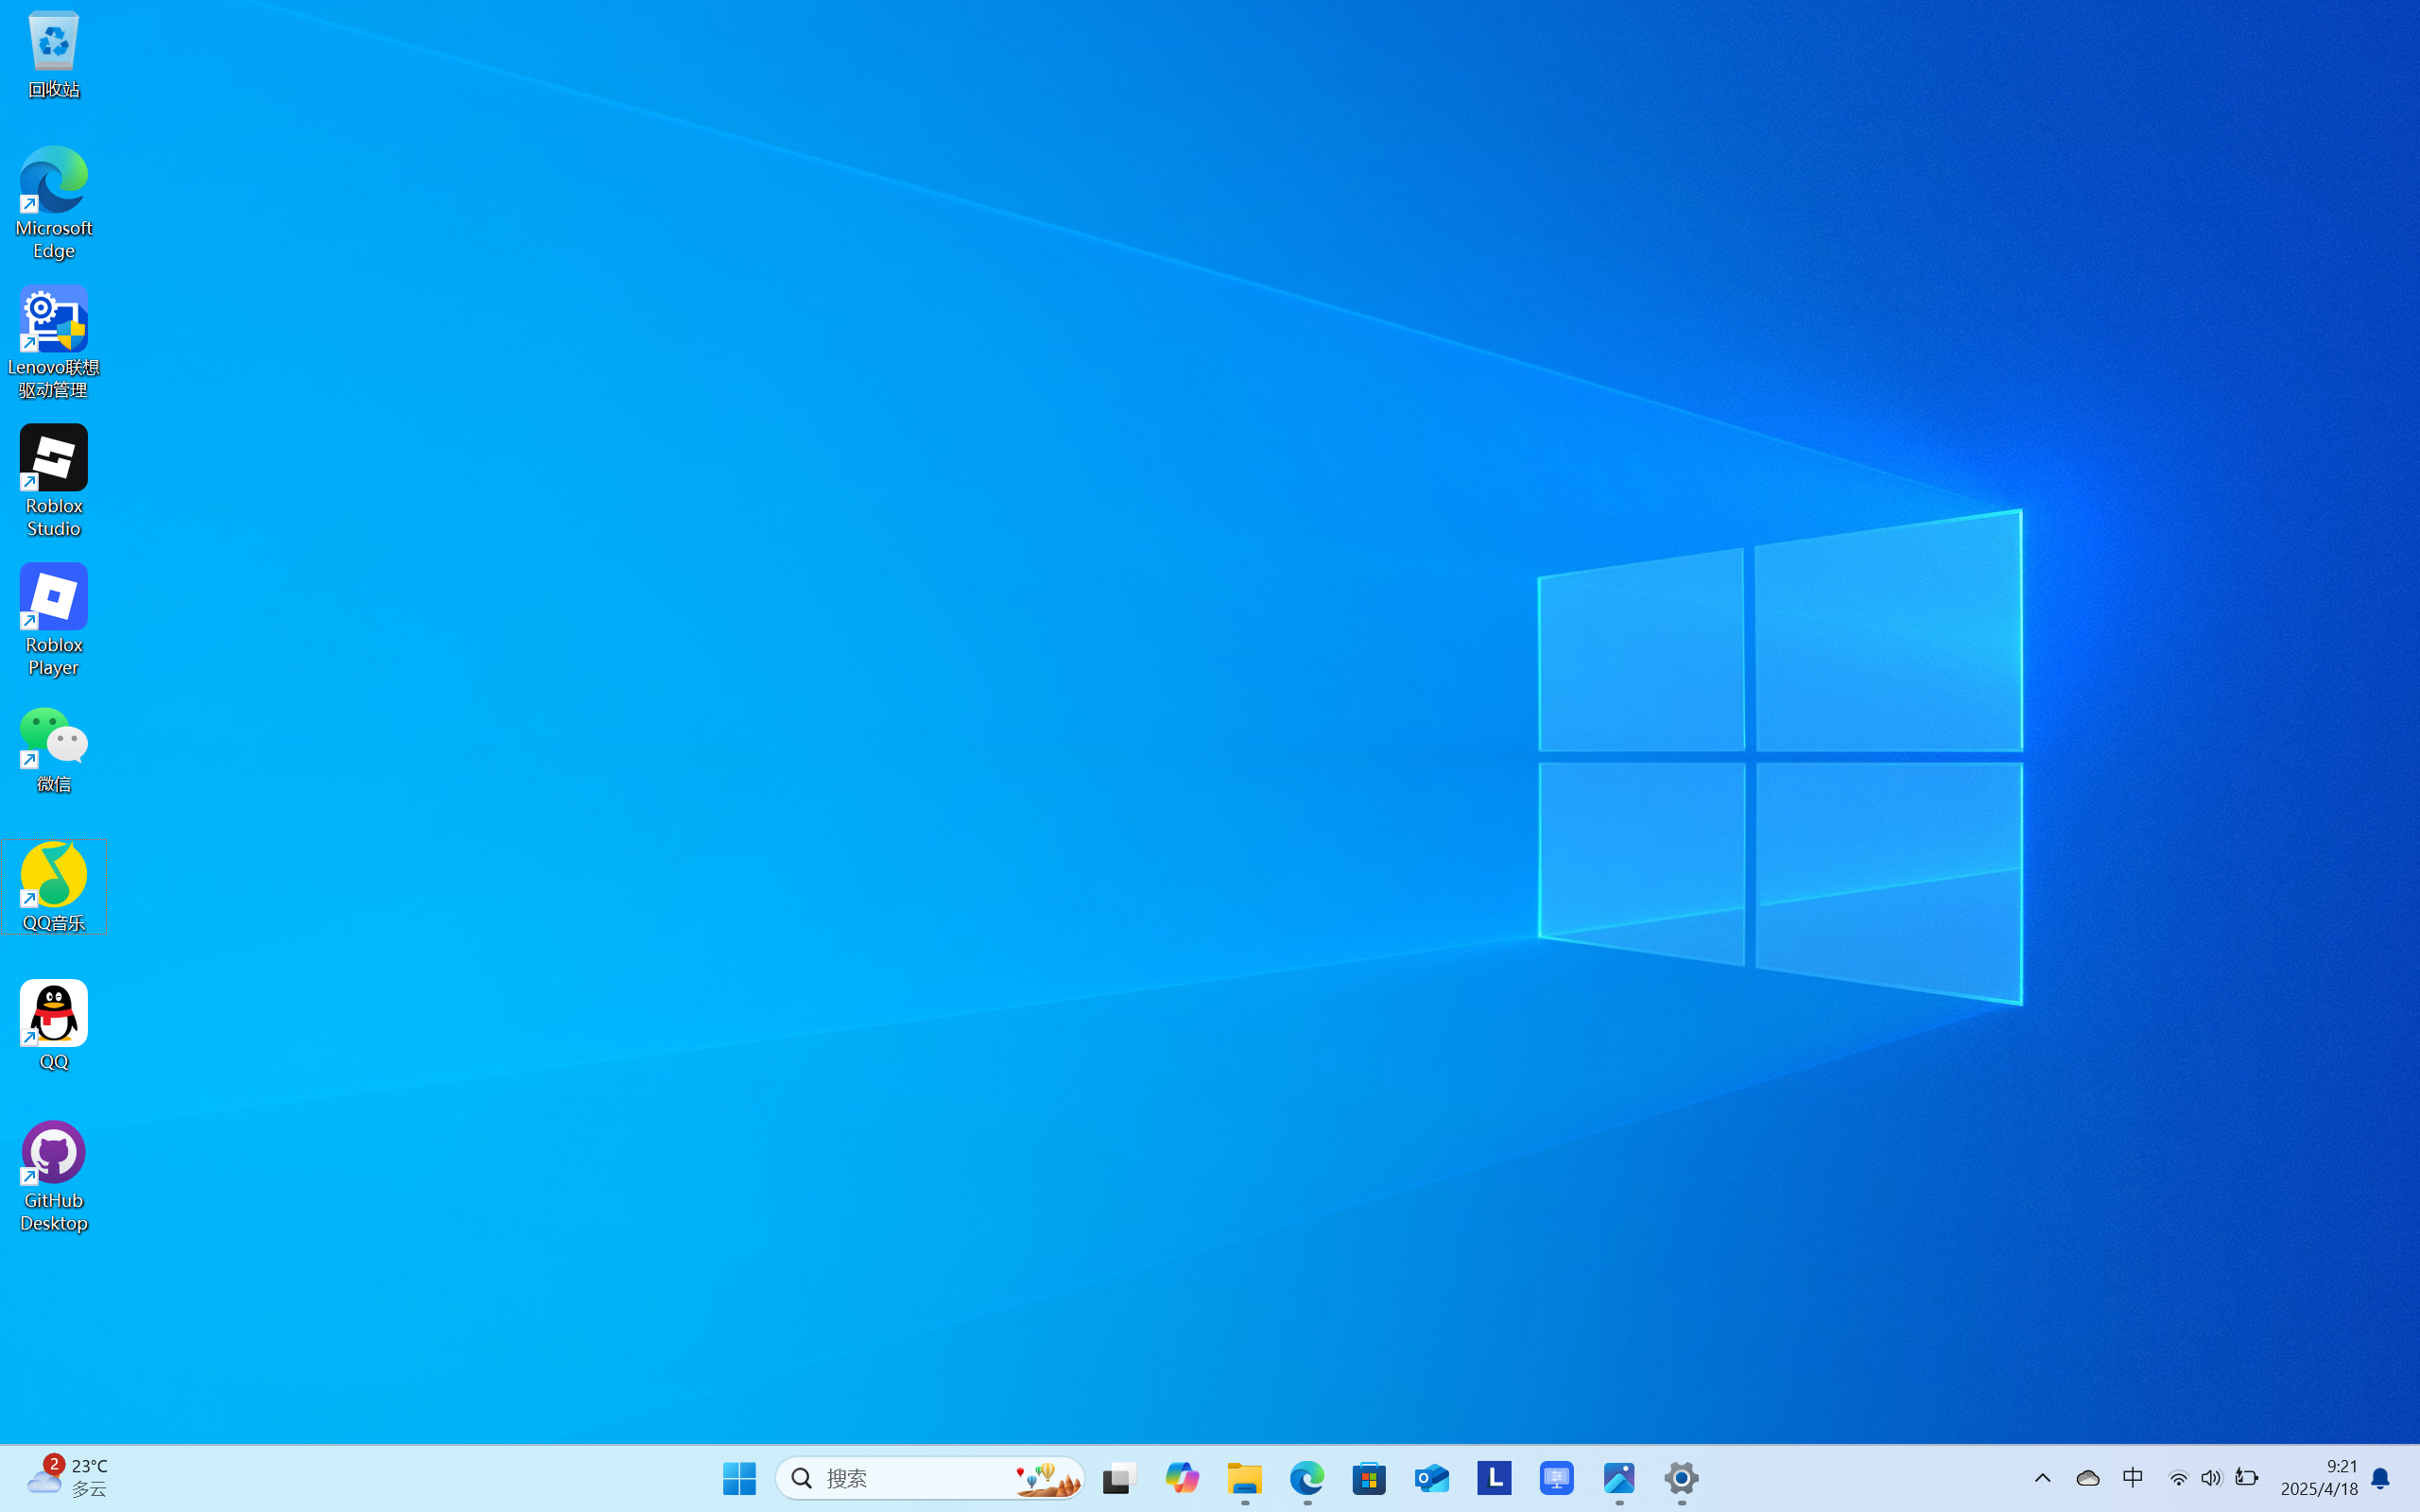 回收站
Microsoft
Edge
Lenovo联想
驱动管理
Roblox
Studio
Roblox
Player
微信
QQ音乐
QQ
GitHub
Desktop
2
23°C
多云
搜索
O
L
中
9:21
2025/4/18